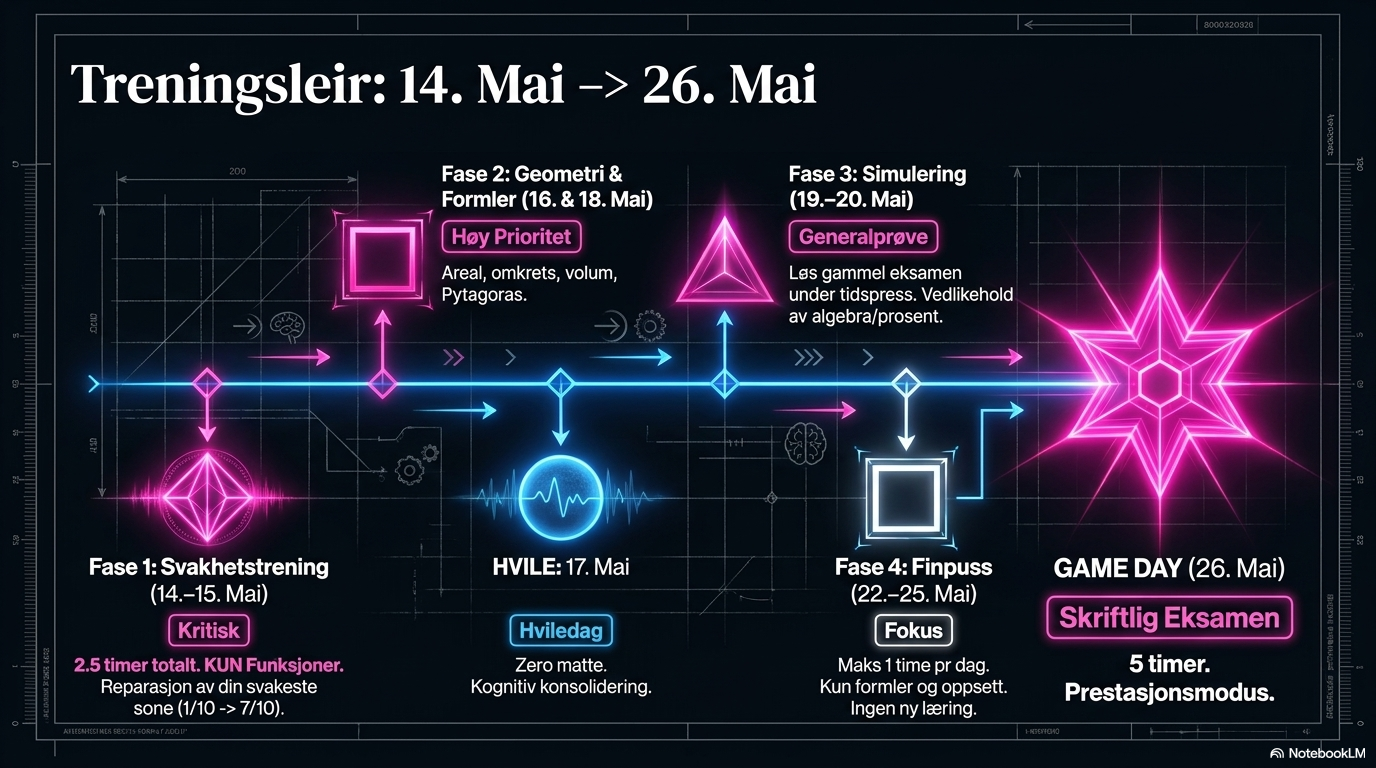 8000320326
Treningsleir: 14. Mai –> 26. Mai
200
Fase 2: Geometri &
Formler (16. & 18. Mai)
Høy Prioritet
Areal, omkrets, volum,
Pytagoras.
Fase 3: Simulering
(19.–20. Mai)
Generalprøve
Løs gammel eksamen
under tidspress. Vedlikehold
av algebra/prosent.
Fase 1: Svakhetstrening
(14.–15. Mai)
Kritisk
2.5 timer totalt. KUN Funksjoner.
Reparasjon av din svakeste
sone (1/10 -> 7/10).
HVILE: 17. Mai
Hviledag
Zero matte.
Kognitiv konsolidering.
Fase 4: Finpuss
(22.–25. Mai)
Fokus
Maks 1 time pr dag.
Kun formler og oppsett.
Ingen ny læring.
GAME DAY (26. Mai)
Skriftlig Eksamen
5 timer.
Prestasjonsmodus.
NotebookLM